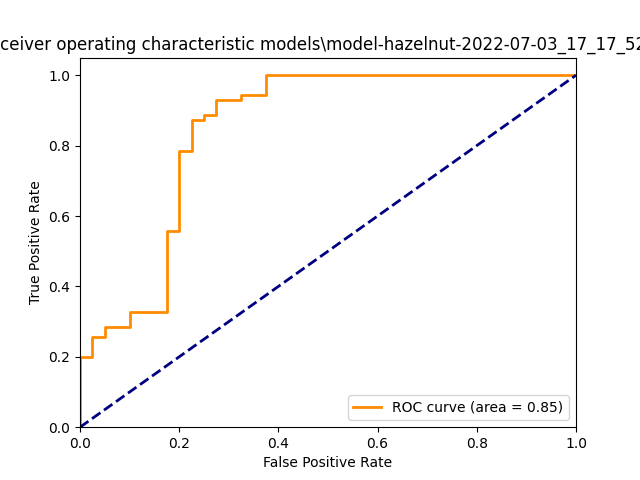 ceiver operating characteristic models\model-hazelnut-2022-07-03_17_17_52
1.0
0.8
0.6
0.4
0.2
0.0
True Positive Rate
ROC curve (area = 0.85)
0.0 0.2 0.4 0.6 0.8 1.0
False Positive Rate